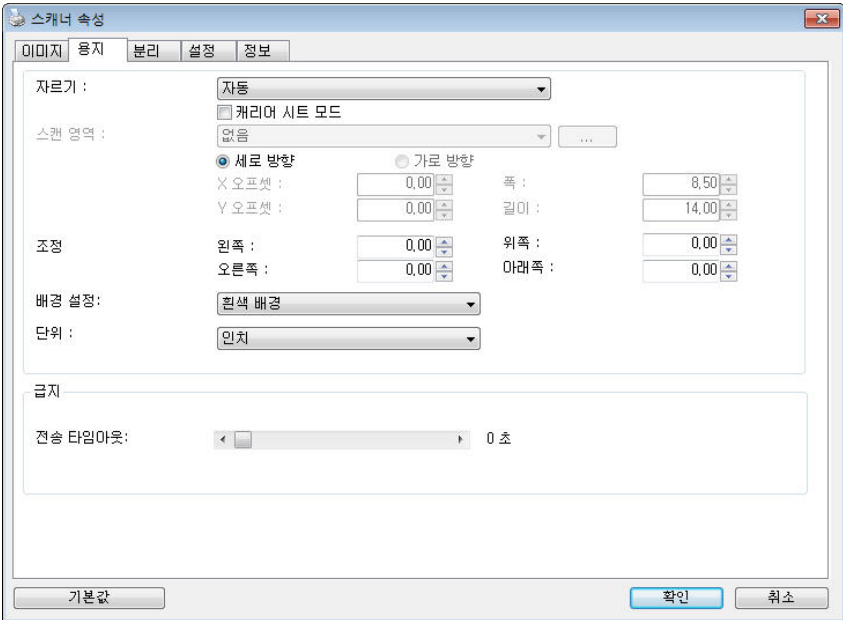 스캐너 속성
이미지 용지 분리 설정 정보
자르기 : 자동
캐리어 시트 모드
스캔 영역 : 없음 ...
세로 방향 가로 방향
X 오프셋 : 0,00 폭 : 8,50
Y 오프셋 : 0,00 길이 : 14,00
조정 왼쪽 : 0,00 위쪽 : 0,00
오른쪽 : 0,00 아래쪽 : 0,00
배경 설정: 흰색 배경
단위 : 인치
급지
전송 타임아웃: 0 초
기본값 확인 취소